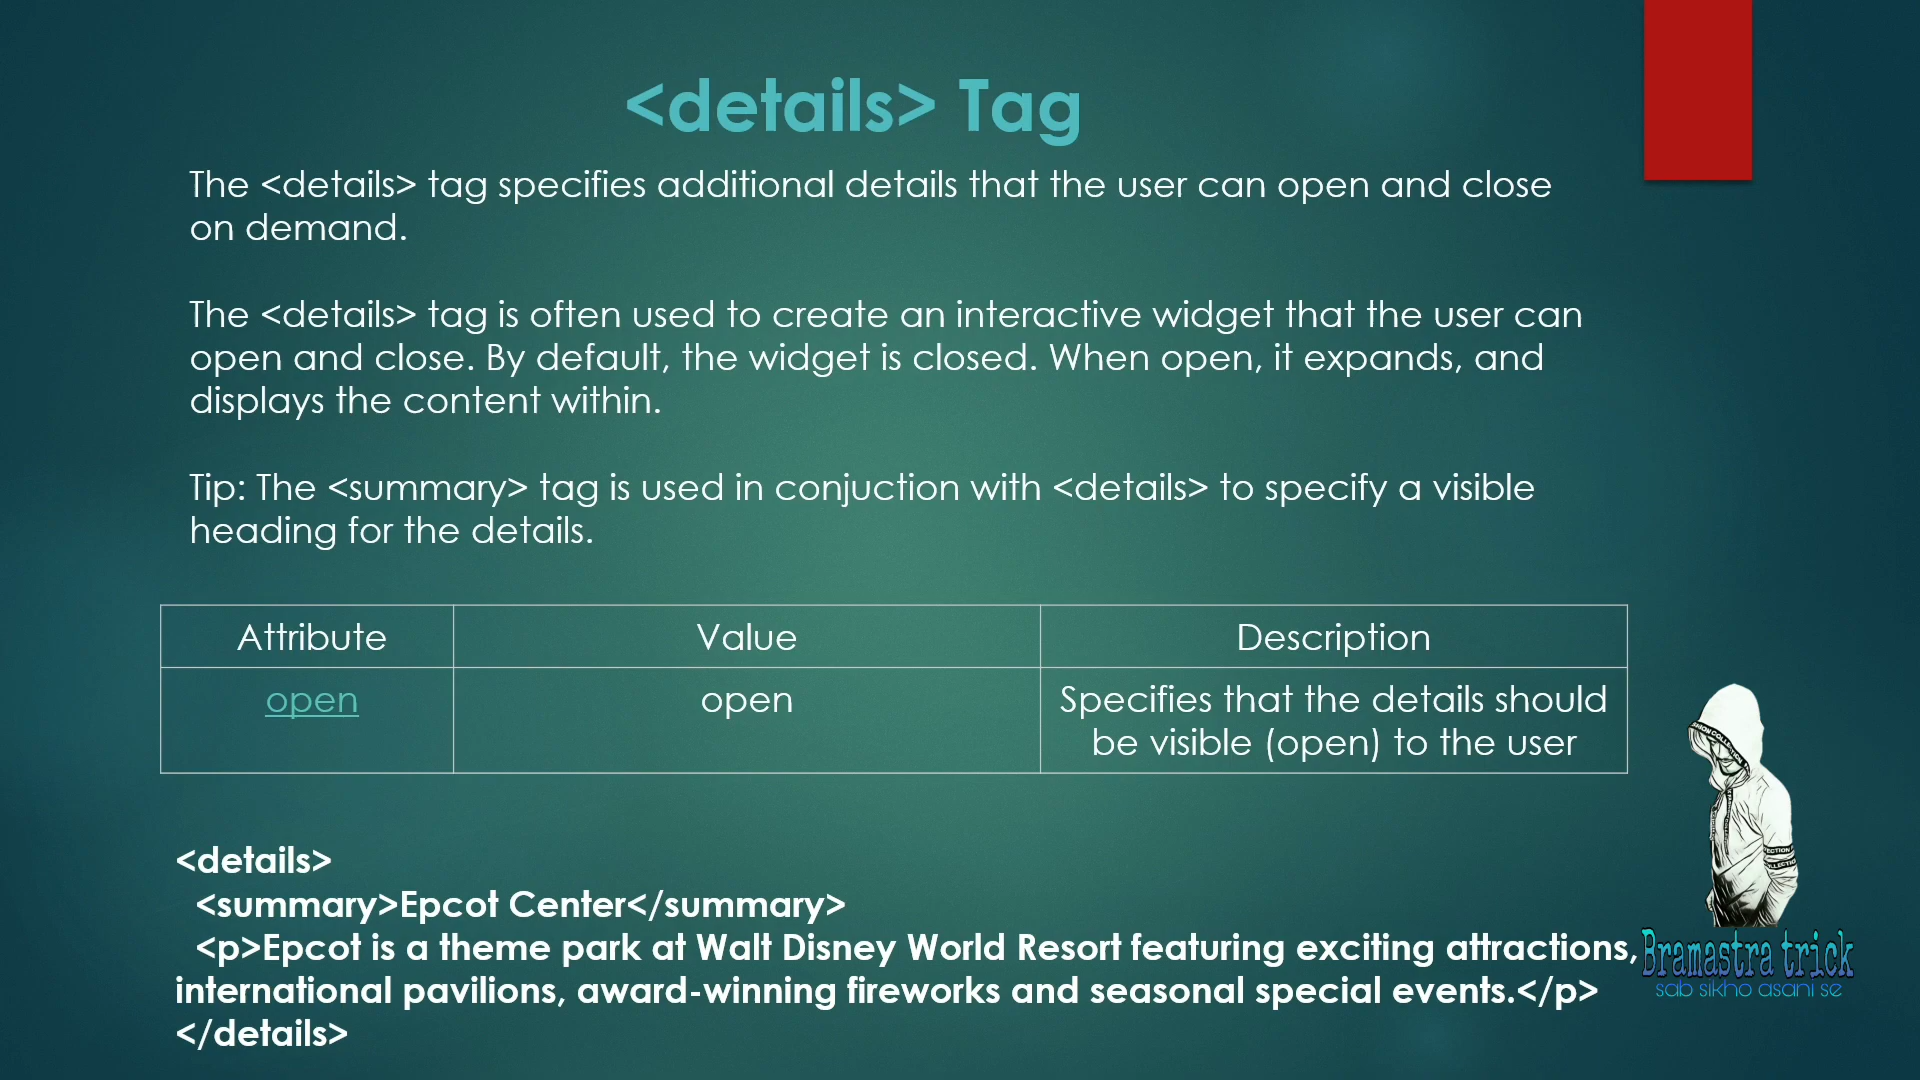 <details> Tag
The <details> tag specifies additional details that the user can open and close
on demand.
The <details> tag is often used to create an interactive widget that the user can
open and close. By default, the widget is closed. When open, it expands, and
displays the content within.
Tip: The <summary> tag is used in conjuction with <details> to specify a visible
heading for the details.
Attribute Value Description
open open Specifies that the details should
be visible (open) to the user
<details>
<summary>Epcot Center</summary>
<p>Epcot is a theme park at Walt Disney World Resort featuring exciting attractions,
international pavilions, award-winning fireworks and seasonal special events.</p>
</details>
Bramastra trick
sab sikho asani se